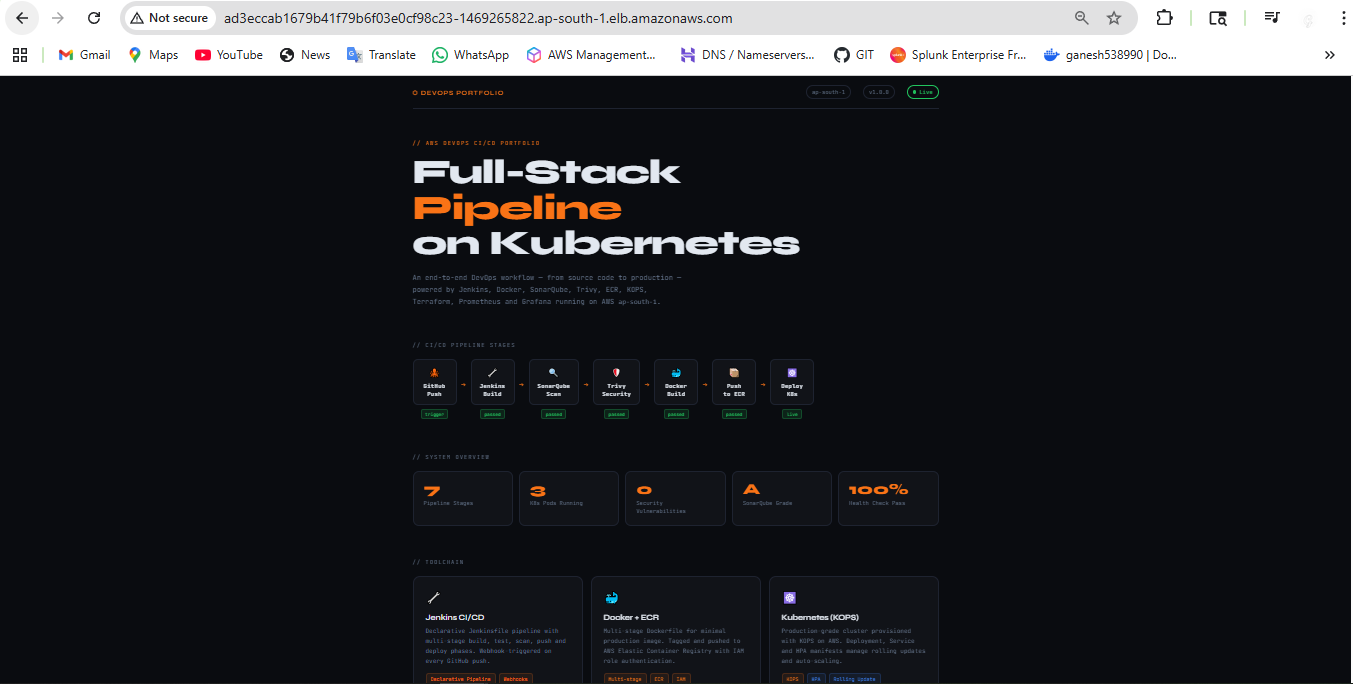 Not secure
ad3eccab1679b41f79b6f03e0cf98c23-1469265822.ap-south-1.elb.amazonaws.com
Gmail Maps YouTube News Translate WhatsApp AWS Management... DNS / Nameservers... GIT Splunk Enterprise Fr... ganesh538990 | Do...
DEVOPS PORTFOLIO
ap-south-1
Live
// AWS DEVOPS CI/CD PORTFOLIO
Full-Stack
Pipeline
on Kubernetes
An end-to-end DevOps workflow — from source code to production —
powered by Jenkins, Docker, SonarQube, Trivy, ECR, KOPS,
Terraform, Prometheus and Grafana running on AWS ap-south-1.
// CI/CD PIPELINE STAGES
GitHub
Push
trigger
→
Jenkins
Build
passed
→
SonarQube
Scan
passed
→
Trivy
Security
passed
→
Docker
Build
passed
→
Push
to ECR
passed
→
Deploy
K8s
Live
// SYSTEM OVERVIEW
7
Pipeline Stages
3
K8s Pods Running
0
Security
Vulnerabilities
A
SonarQube Grade
100%
Health Check Pass
// TOOLCHAIN
Jenkins CI/CD
Declarative Jenkinsfile pipeline with
multi-stage build, test, scan, push and
deploy phases. Webhook-triggered on
every GitHub push.
Declarative Pipeline Webhooks
Docker + ECR
Multi-stage Dockerfile for minimal
production image. Tagged and pushed to
AWS Elastic Container Registry with IAM
role authentication.
Multi-stage ECR IAM
Kubernetes (KOPS)
Production-grade cluster provisioned
with KOPS on AWS. Deployment, Service
and HPA manifests manage rolling updates
and auto-scaling.
KOPS HPA Rolling Update